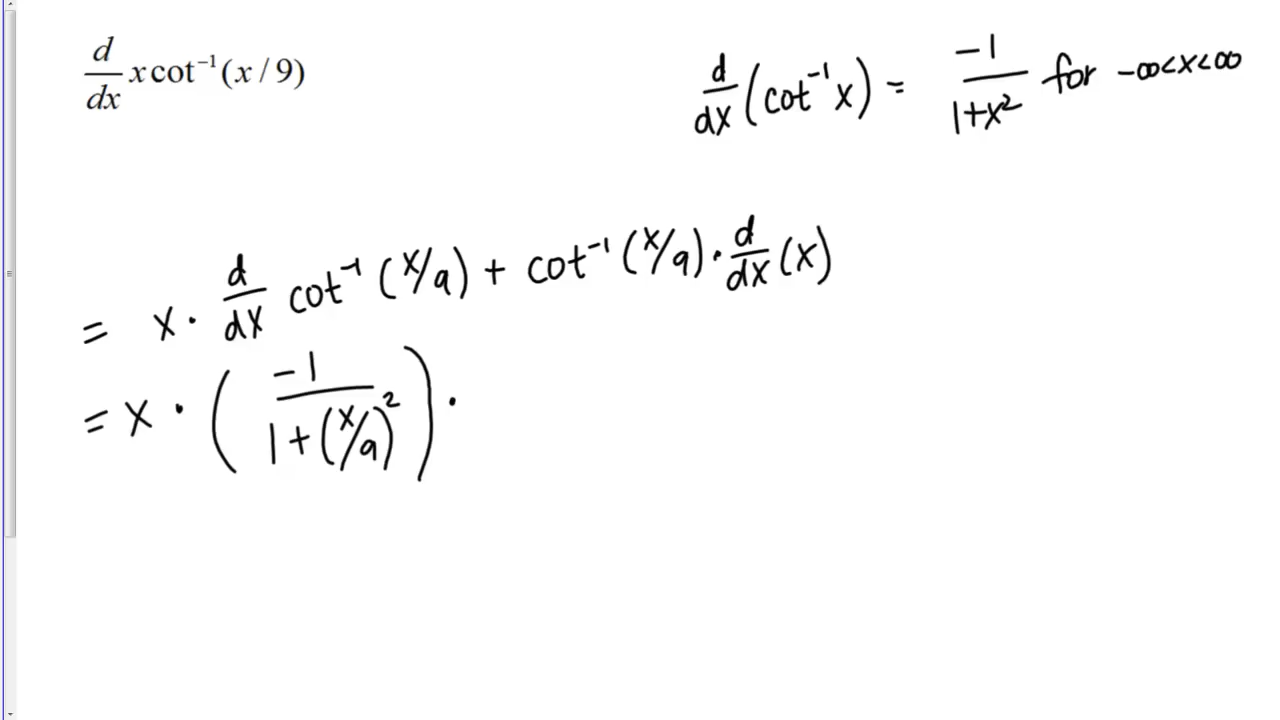 d/dx x cot⁻¹(x / 9)
d/dx (cot⁻¹ x) = -1/(1+x²) for -∞<x<∞
= x · d/dx cot⁻¹ (x/9) + cot⁻¹ (x/9) · d/dx (x)
= x · ( -1/(1+(x/9)²) ) ·